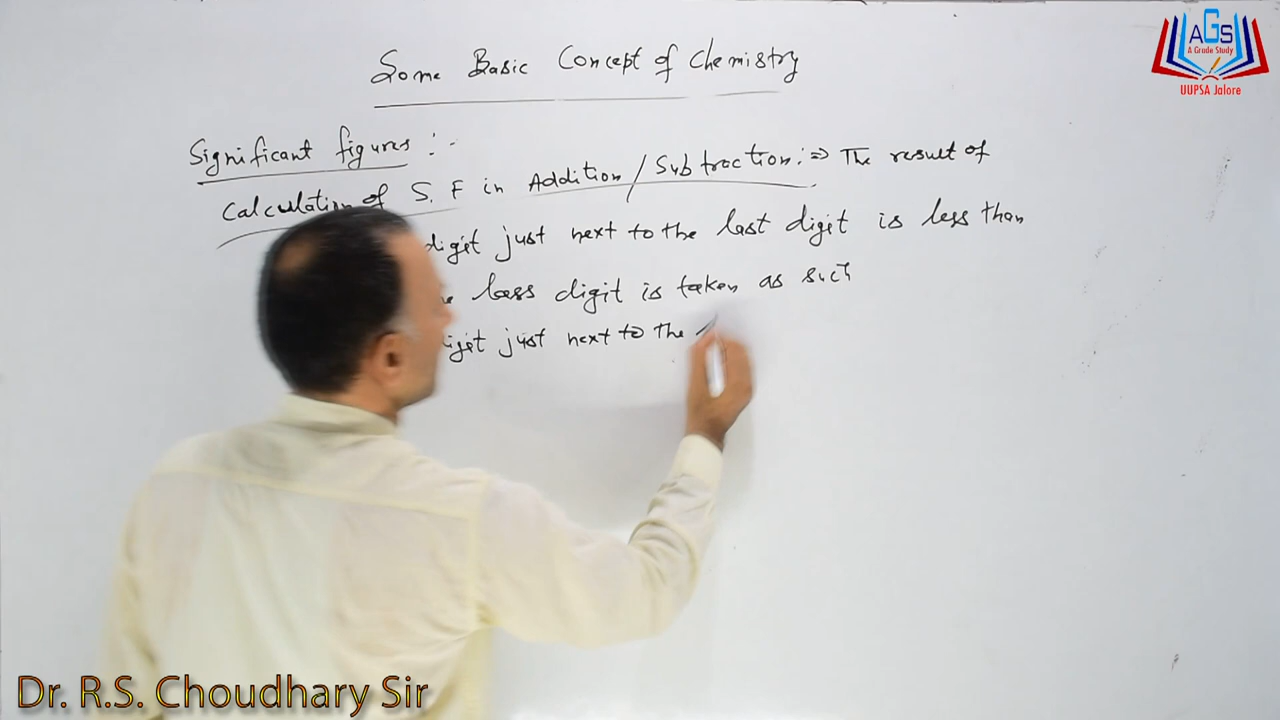 Some Basic Concept of Chemistry
AGS
A Grade Study
UUPSA Jalore
Significant figures :-
Calculation of S.F in Addition / Subtraction :⇒ The result of
digit just next to the last digit is less than
digit is taken as such
digit just next to the
Dr. R.S. Choudhary Sir